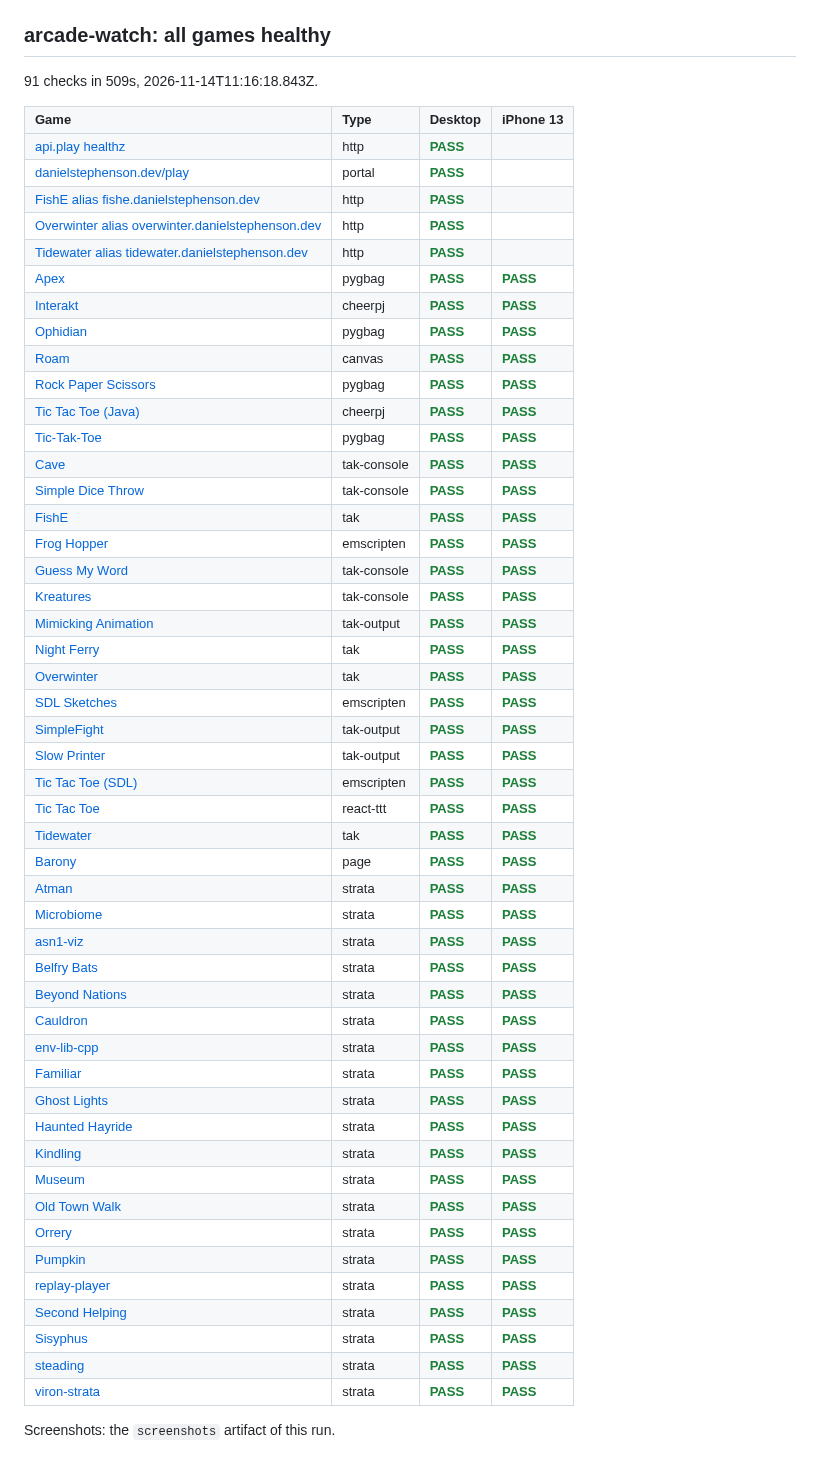 arcade-watch: all games healthy
91 checks in 509s, 2026-11-14T11:16:18.843Z.
Game Type Desktop iPhone 13
api.play healthz http PASS
danielstephenson.dev/play portal PASS
FishE alias fishe.danielstephenson.dev http PASS
Overwinter alias overwinter.danielstephenson.dev http PASS
Tidewater alias tidewater.danielstephenson.dev http PASS
Apex pygbag PASS PASS
Interakt cheerpj PASS PASS
Ophidian pygbag PASS PASS
Roam canvas PASS PASS
Rock Paper Scissors pygbag PASS PASS
Tic Tac Toe (Java) cheerpj PASS PASS
Tic-Tak-Toe pygbag PASS PASS
Cave tak-console PASS PASS
Simple Dice Throw tak-console PASS PASS
FishE tak PASS PASS
Frog Hopper emscripten PASS PASS
Guess My Word tak-console PASS PASS
Kreatures tak-console PASS PASS
Mimicking Animation tak-output PASS PASS
Night Ferry tak PASS PASS
Overwinter tak PASS PASS
SDL Sketches emscripten PASS PASS
SimpleFight tak-output PASS PASS
Slow Printer tak-output PASS PASS
Tic Tac Toe (SDL) emscripten PASS PASS
Tic Tac Toe react-ttt PASS PASS
Tidewater tak PASS PASS
Barony page PASS PASS
Atman strata PASS PASS
Microbiome strata PASS PASS
asn1-viz strata PASS PASS
Belfry Bats strata PASS PASS
Beyond Nations strata PASS PASS
Cauldron strata PASS PASS
env-lib-cpp strata PASS PASS
Familiar strata PASS PASS
Ghost Lights strata PASS PASS
Haunted Hayride strata PASS PASS
Kindling strata PASS PASS
Museum strata PASS PASS
Old Town Walk strata PASS PASS
Orrery strata PASS PASS
Pumpkin strata PASS PASS
replay-player strata PASS PASS
Second Helping strata PASS PASS
Sisyphus strata PASS PASS
steading strata PASS PASS
viron-strata strata PASS PASS
Screenshots: the screenshots artifact of this run.